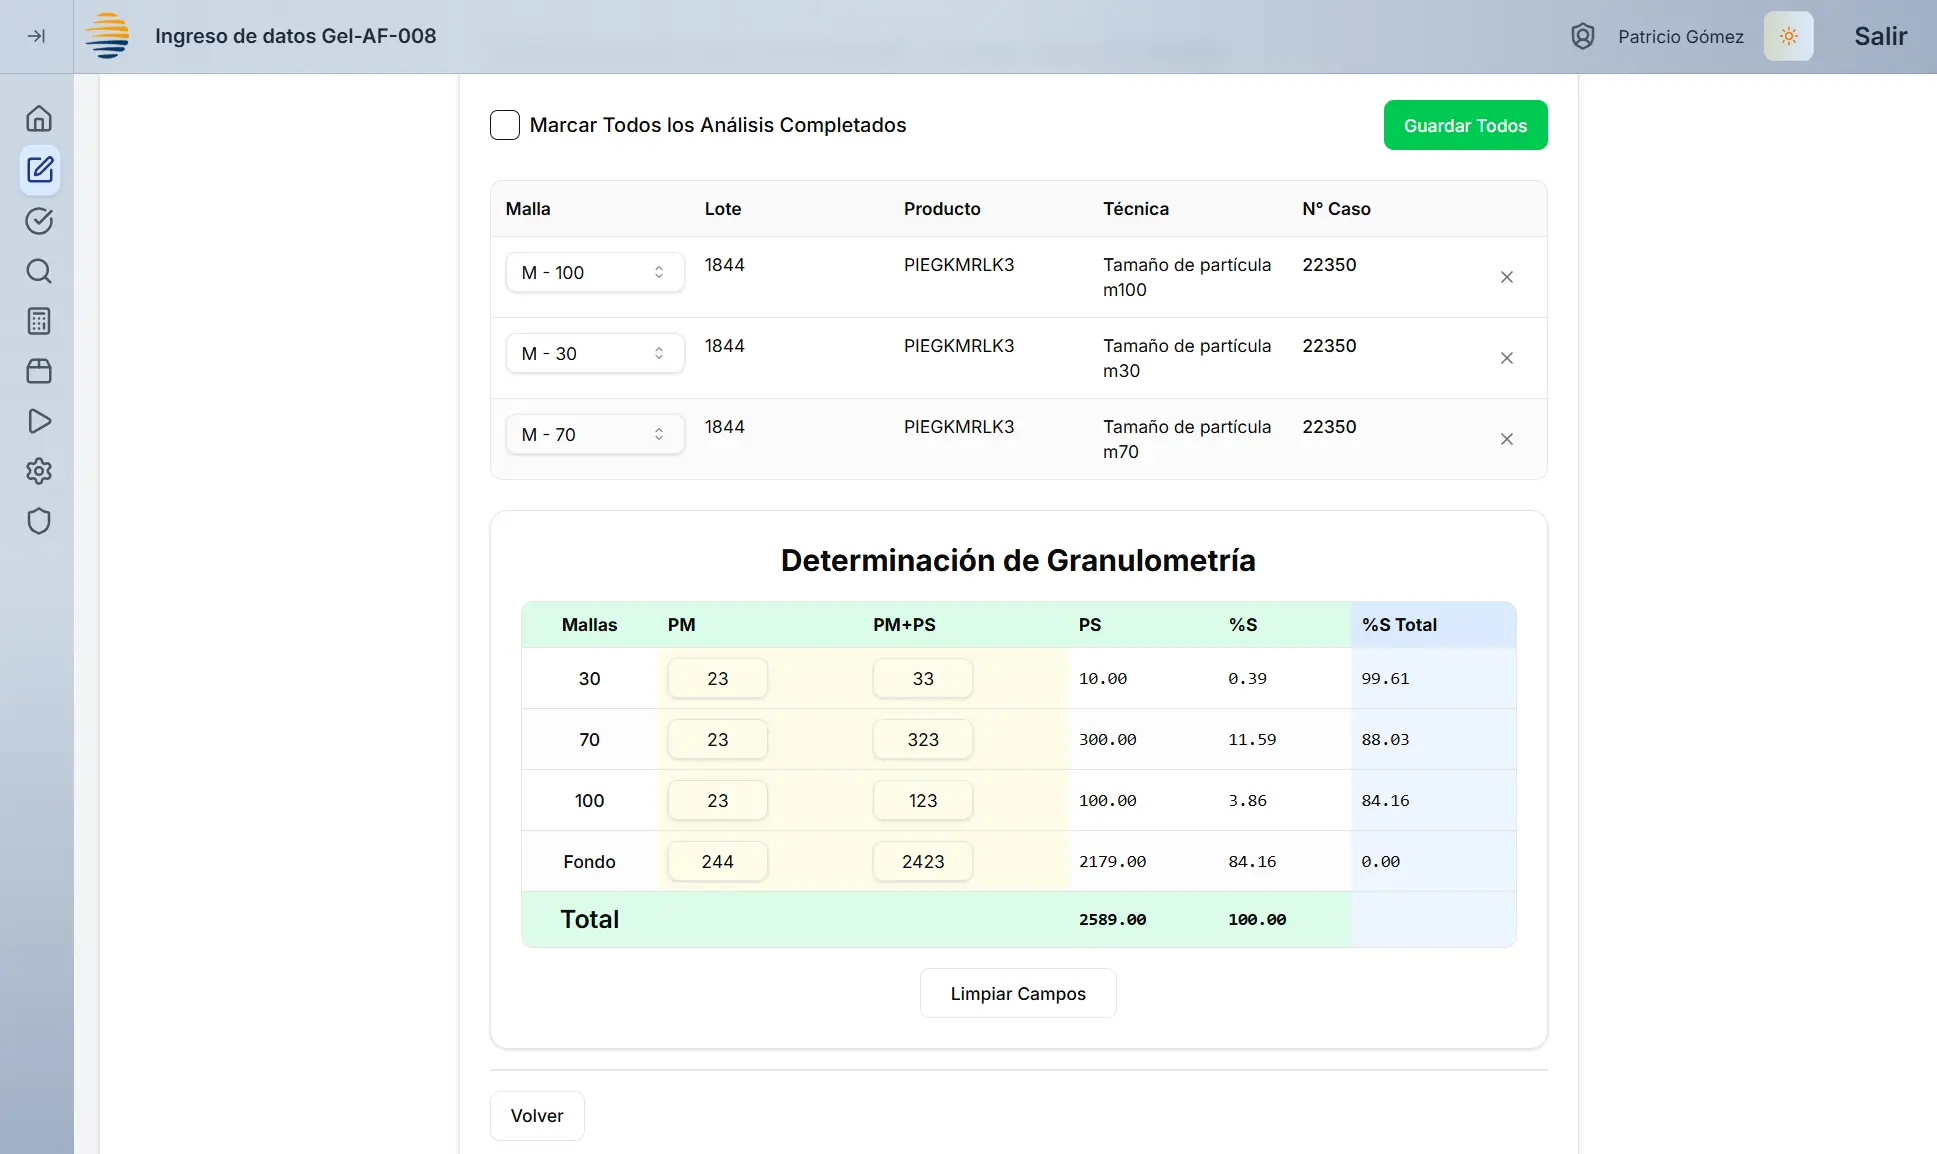 Ingreso de datos Gel-AF-008
Patricio Gómez
Salir
Marcar Todos los Análisis Completados
Guardar Todos
Malla Lote Producto Técnica N° Caso
M - 100 1844 PIEGKMRLK3 Tamaño de partícula 22350
m100
M - 30 1844 PIEGKMRLK3 Tamaño de partícula 22350
m30
M - 70 1844 PIEGKMRLK3 Tamaño de partícula 22350
m70
Determinación de Granulometría
Mallas PM PM+PS PS %S %S Total
30 23 33 10.00 0.39 99.61
70 23 323 300.00 11.59 88.03
100 23 123 100.00 3.86 84.16
Fondo 244 2423 2179.00 84.16 0.00
Total 2589.00 100.00
Limpiar Campos
Volver